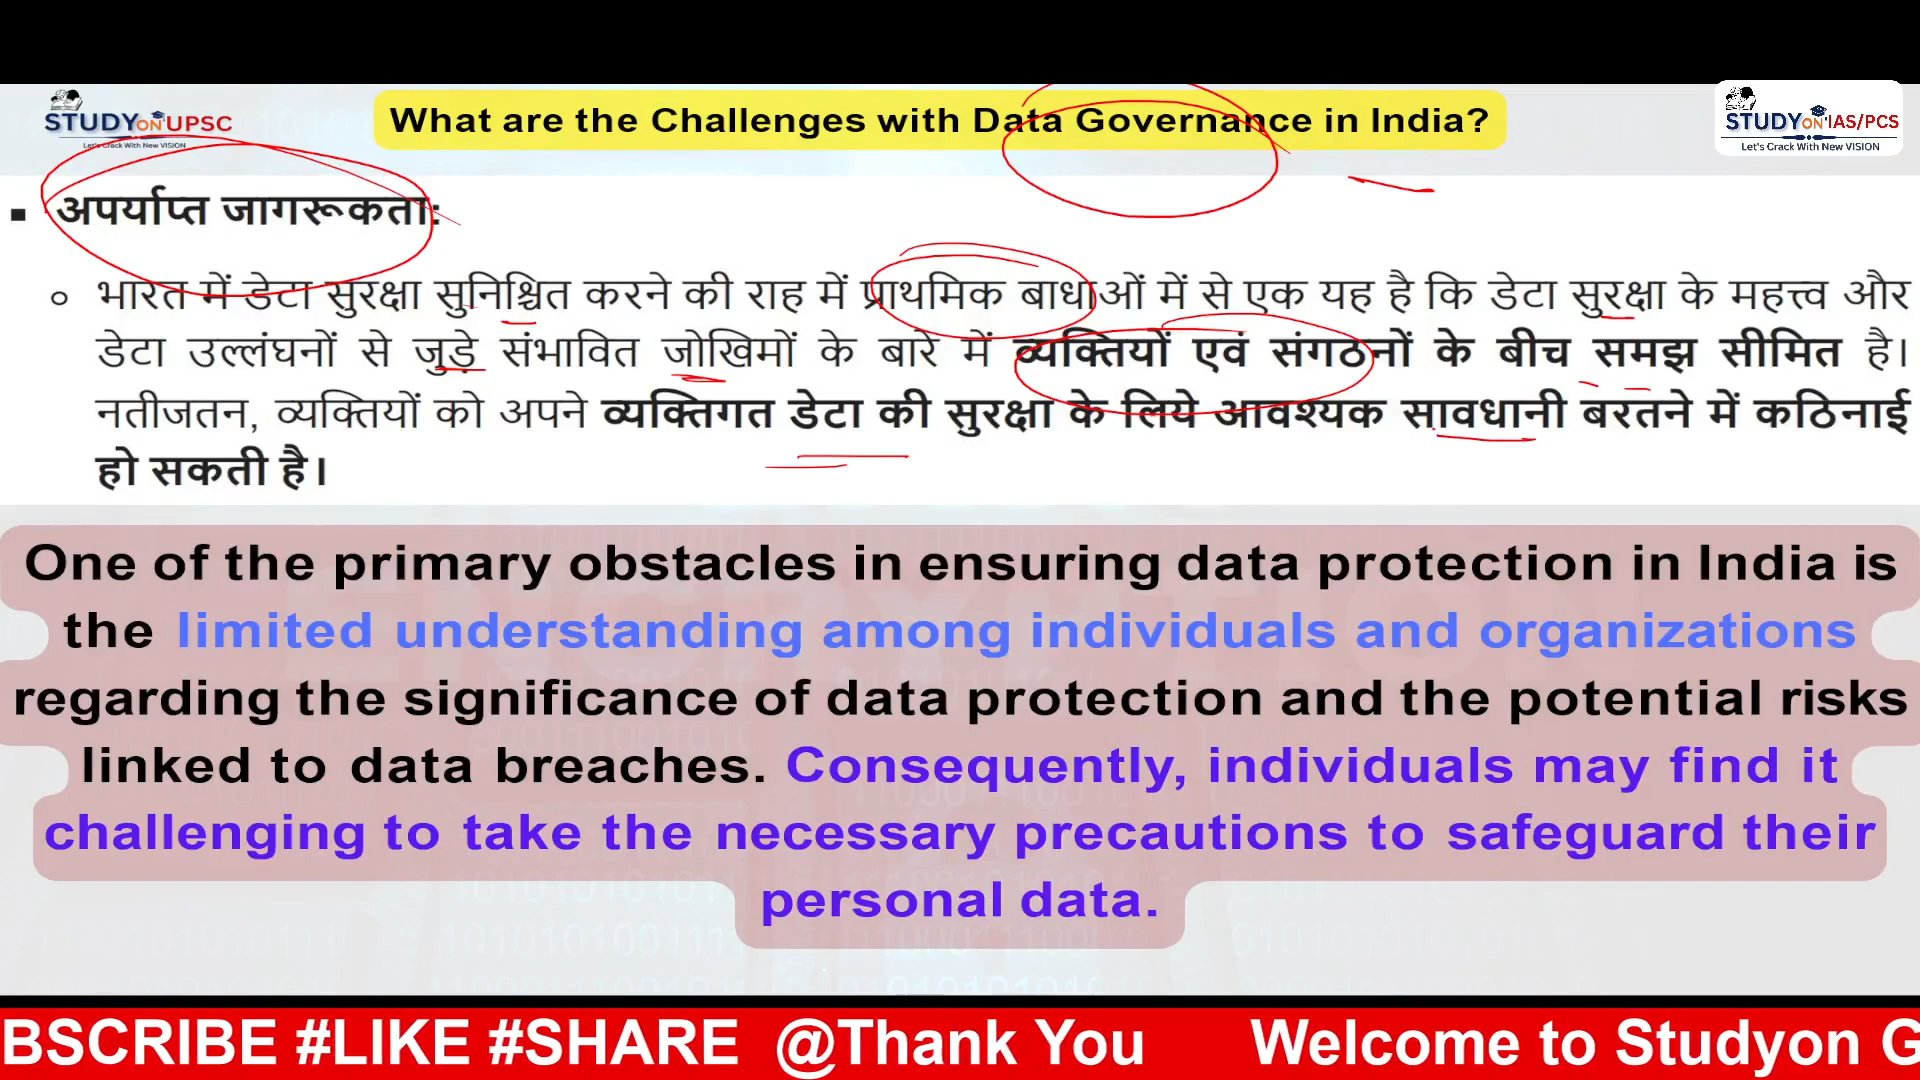 STUDYON UPSC
Let's Crack With New VISION
What are the Challenges with Data Governance in India?
STUDYON IAS/PCS
Let's Crack With New VISION
▪ अपर्याप्त जागरूकता:
○ भारत में डेटा सुरक्षा सुनिश्चित करने की राह में प्राथमिक बाधाओं में से एक यह है कि डेटा सुरक्षा के महत्त्व और
डेटा उल्लंघनों से जुड़े संभावित जोखिमों के बारे में व्यक्तियों एवं संगठनों के बीच समझ सीमित है।
नतीजतन, व्यक्तियों को अपने व्यक्तिगत डेटा की सुरक्षा के लिये आवश्यक सावधानी बरतने में कठिनाई
हो सकती है।
One of the primary obstacles in ensuring data protection in India is
the limited understanding among individuals and organizations
regarding the significance of data protection and the potential risks
linked to data breaches. Consequently, individuals may find it
challenging to take the necessary precautions to safeguard their
personal data.
BSCRIBE #LIKE #SHARE @Thank You Welcome to Studyon G